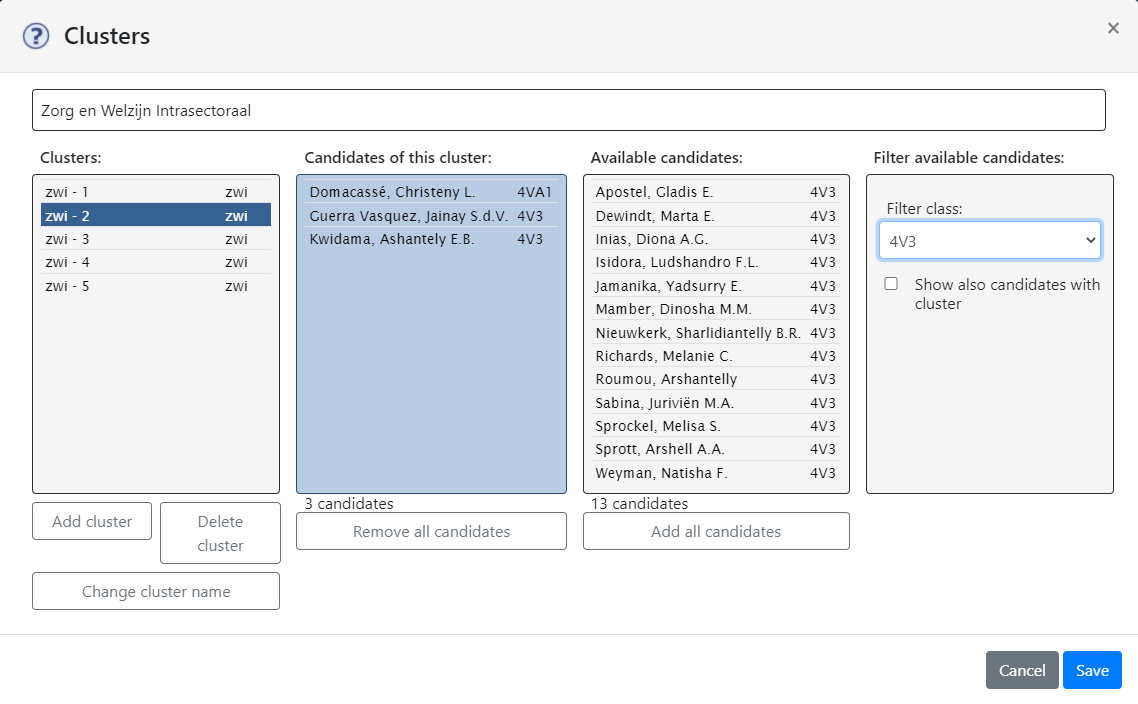 ? Clusters ×
Zorg en Welzijn Intrasectoraal
Clusters:
zwi - 1 zwi
zwi - 2 zwi
zwi - 3 zwi
zwi - 4 zwi
zwi - 5 zwi
Add cluster
Delete
cluster
Change cluster name
Candidates of this cluster:
Domacassé, Christeny L. 4VA1
Guerra Vasquez, Jainay S.d.V. 4V3
Kwidama, Ashantely E.B. 4V3
3 candidates
Remove all candidates
Available candidates:
Apostel, Gladis E. 4V3
Dewindt, Marta E. 4V3
Inias, Diona A.G. 4V3
Isidora, Ludshandro F.L. 4V3
Jamanika, Yadsurry E. 4V3
Mamber, Dinosha M.M. 4V3
Nieuwkerk, Sharlidiantelly B.R. 4V3
Richards, Melanie C. 4V3
Roumou, Arshantelly 4V3
Sabina, Juriviën M.A. 4V3
Sprockel, Melisa S. 4V3
Sprott, Arshell A.A. 4V3
Weyman, Natisha F. 4V3
13 candidates
Add all candidates
Filter available candidates:
Filter class:
4V3
Show also candidates with
cluster
Cancel
Save